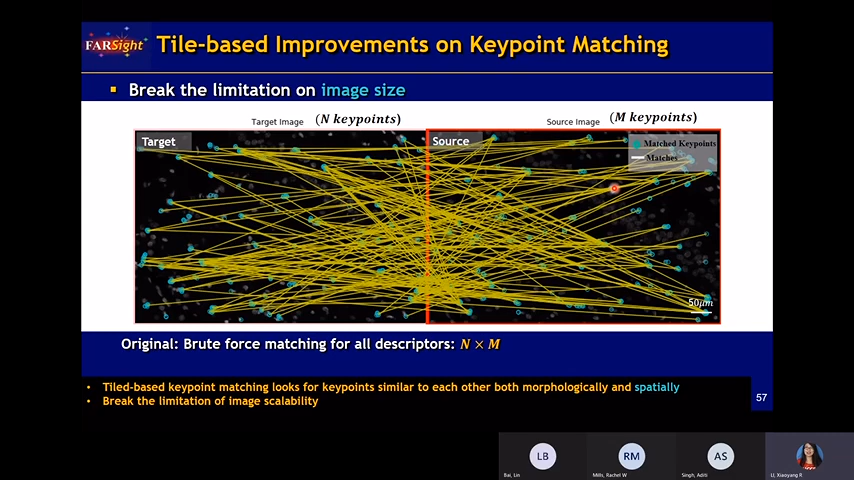 FARSight
Tile-based Improvements on Keypoint Matching
▪ Break the limitation on image size
Target Image (N keypoints)
Source Image (M keypoints)
Target
Source
Matched Keypoints
Matches
50μm
Original: Brute force matching for all descriptors: N × M
• Tiled-based keypoint matching looks for keypoints similar to each other both morphologically and spatially
• Break the limitation of image scalability
57
LB
RM
AS
Bai, Lin
Mills, Rachel W
Singh, Aditi
LI, Xiaoyang R